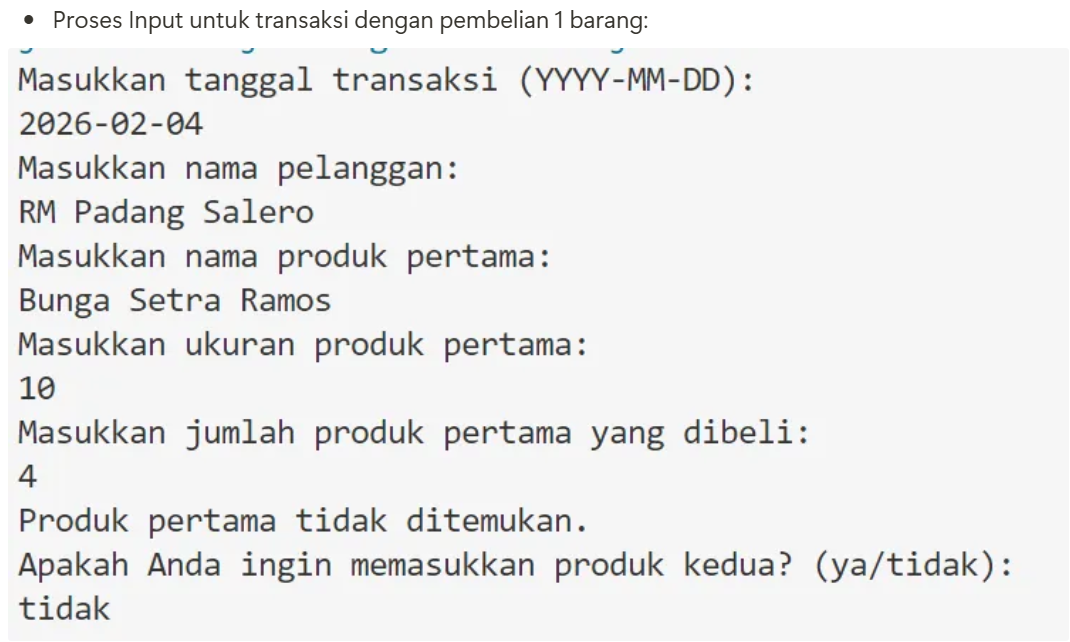 • Proses Input untuk transaksi dengan pembelian 1 barang:
Masukkan tanggal transaksi (YYYY-MM-DD):
2026-02-04
Masukkan nama pelanggan:
RM Padang Salero
Masukkan nama produk pertama:
Bunga Setra Ramos
Masukkan ukuran produk pertama:
10
Masukkan jumlah produk pertama yang dibeli:
4
Produk pertama tidak ditemukan.
Apakah Anda ingin memasukkan produk kedua? (ya/tidak):
tidak